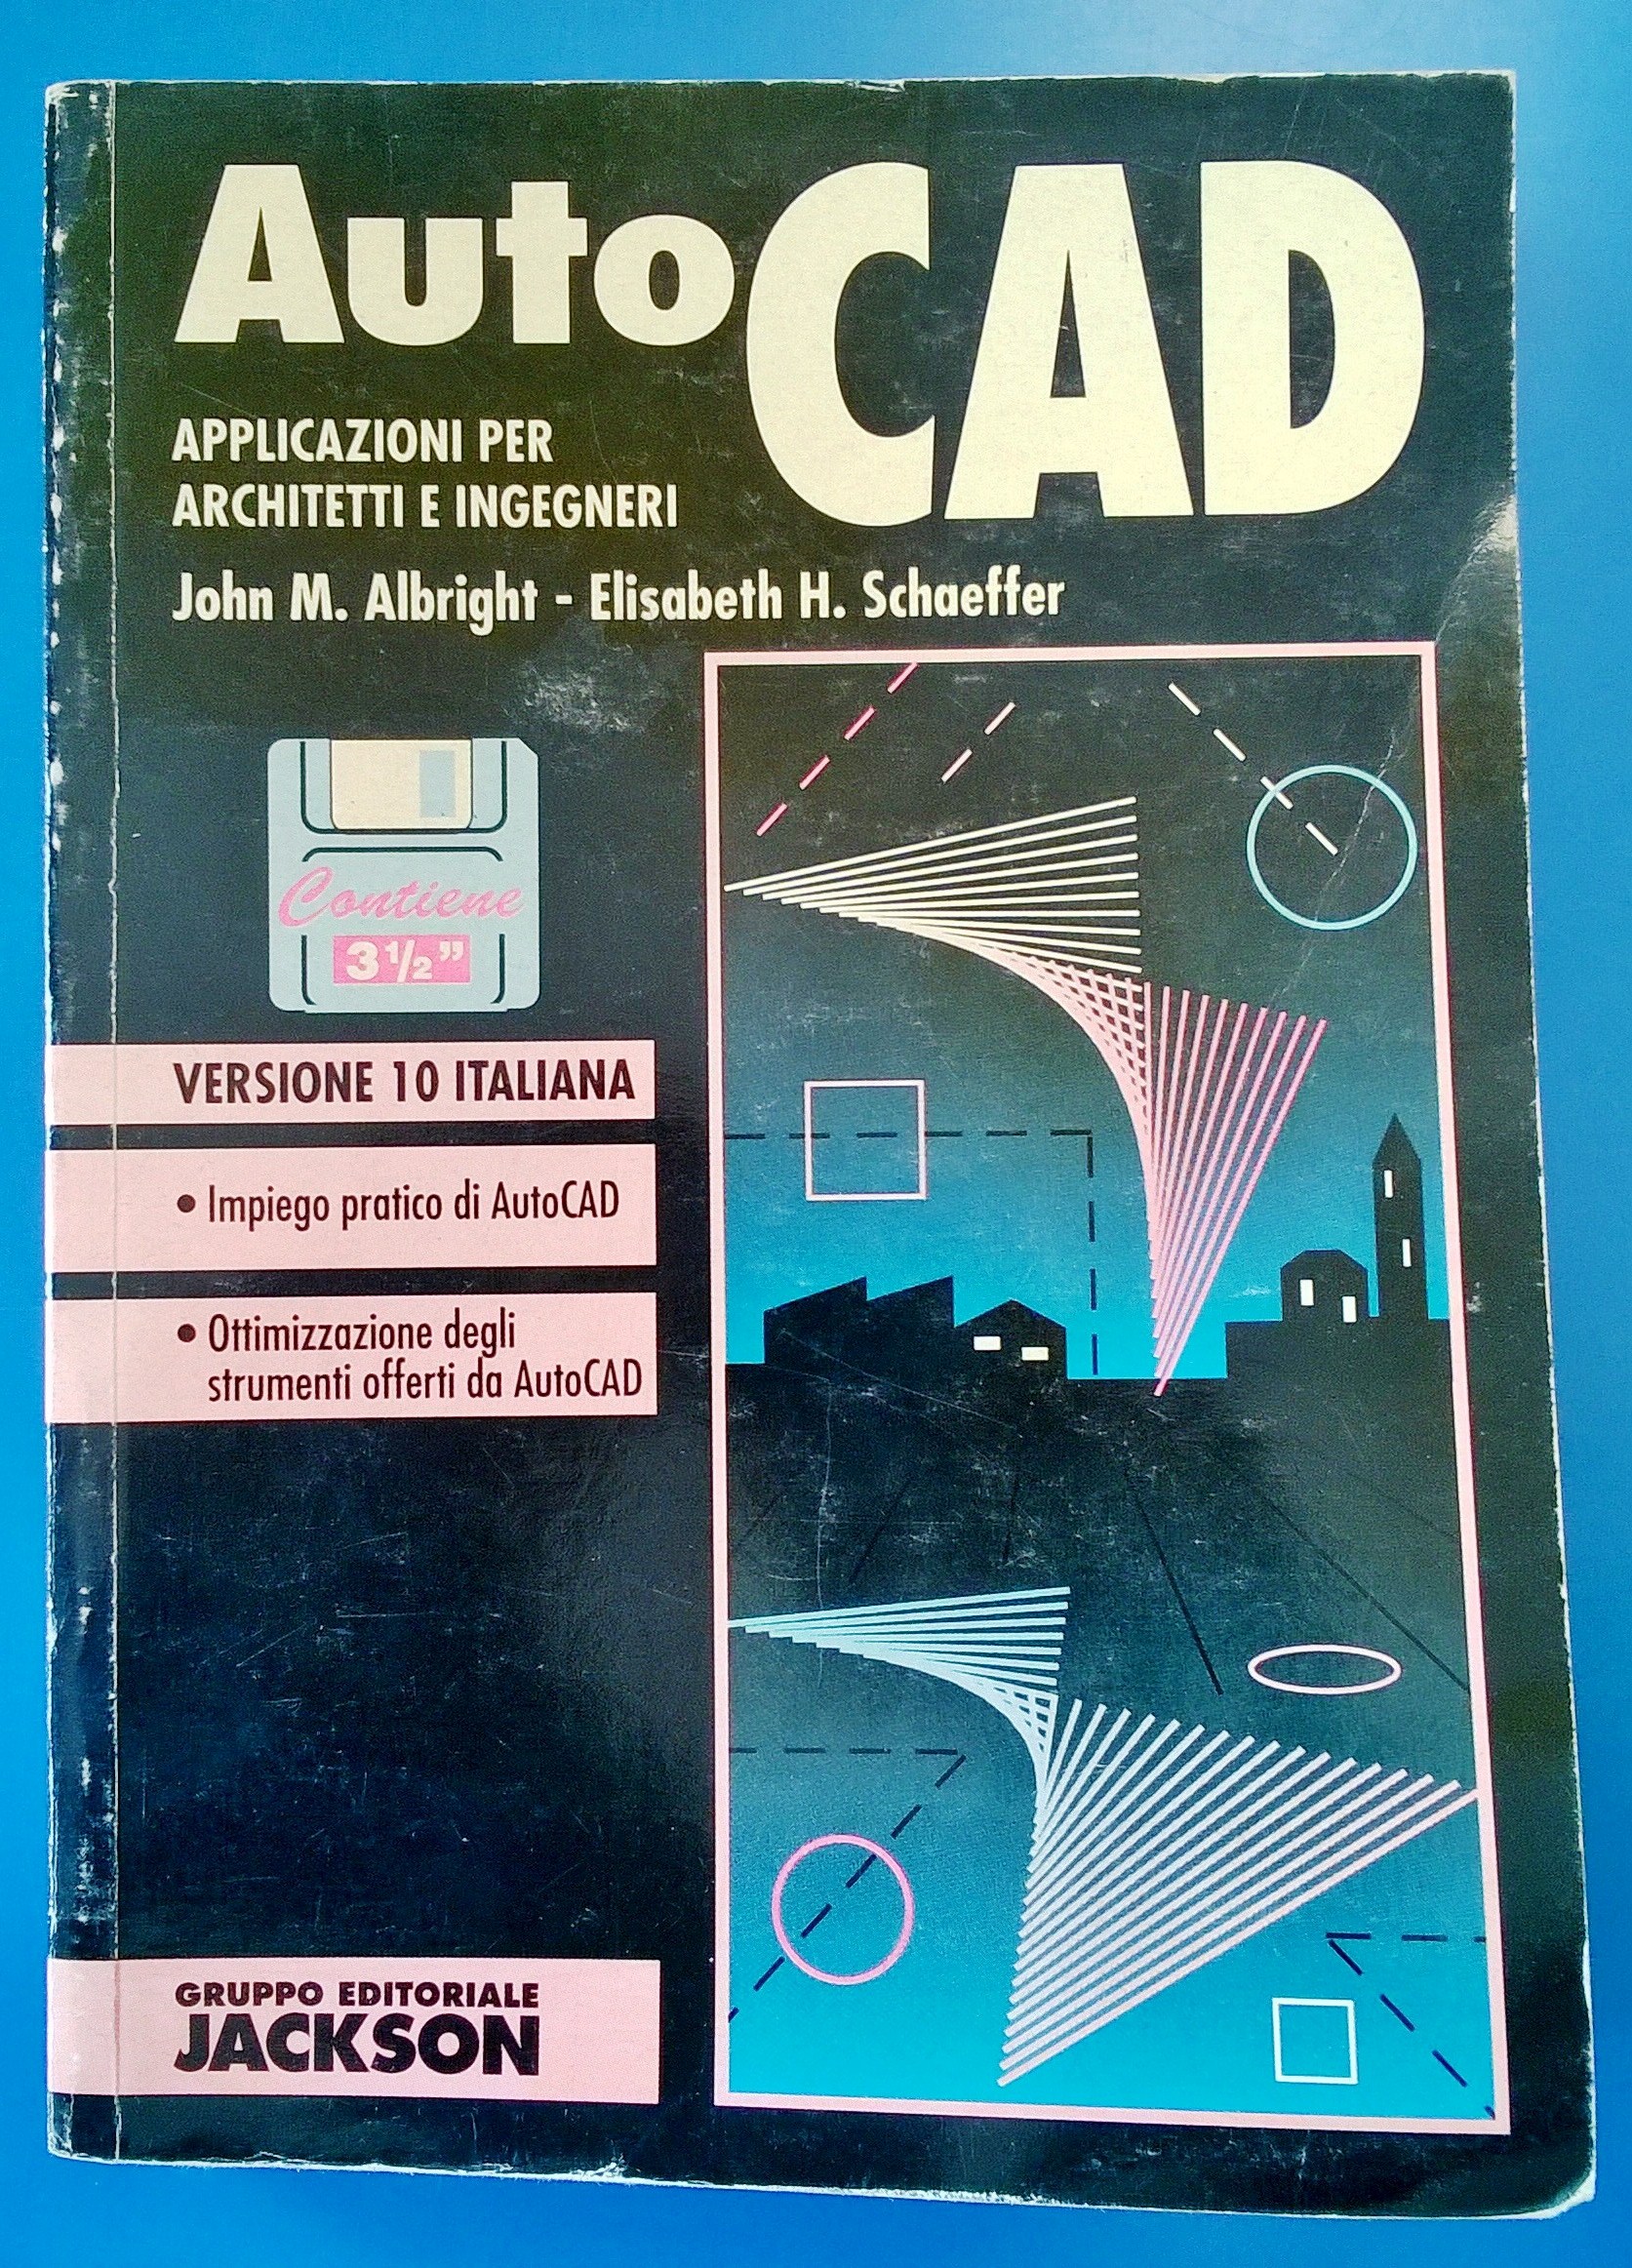 AutoCAD
APPLICAZIONI PER
ARCHITETTI E INGEGNERI
John M. Albright - Elisabeth H. Schaeffer
Contiene
3 1/2”
VERSIONE 10 ITALIANA
• Impiego pratico di AutoCAD
• Ottimizzazione degli
strumenti offerti da AutoCAD
GRUPPO EDITORIALE
JACKSON